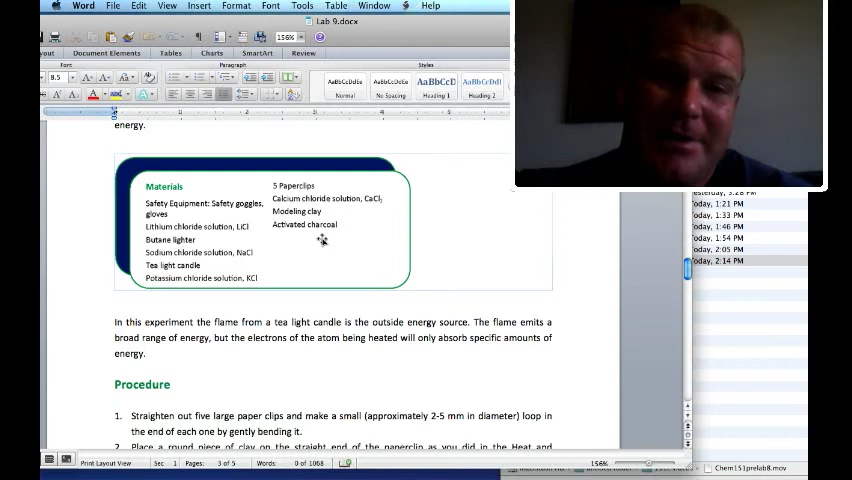 Word File Edit View Insert Format Font Tools Table Window Help
Lab 9.docx
156%
Document Elements Tables Charts SmartArt Review
Font Paragraph Styles
8.5
AaBbCcDdEe AaBbCcDdEe AaBbCcD AaBbCcDdI
Normal No Spacing Heading 1 Heading 2
energy.
Materials
Safety Equipment: Safety goggles,
gloves
Lithium chloride solution, LiCl
Butane lighter
Sodium chloride solution, NaCl
Tea light candle
Potassium chloride solution, KCl
5 Paperclips
Calcium chloride solution, CaCl₂
Modeling clay
Activated charcoal
In this experiment the flame from a tea light candle is the outside energy source. The flame emits a
broad range of energy, but the electrons of the atom being heated will only absorb specific amounts of
energy.
Procedure
1. Straighten out five large paper clips and make a small (approximately 2-5 mm in diameter) loop in
the end of each one by gently bending it.
2. Place a round piece of clay on the straight end of the paperclip as you did in the Heat and
Print Layout View Sec 1 Pages: 3 of 5 Words: 0 of 1068 156%
Today, 1:21 PM
Today, 1:33 PM
Today, 1:46 PM
Today, 1:54 PM
Today, 2:05 PM
Today, 2:14 PM
Chem151prelab8.mov